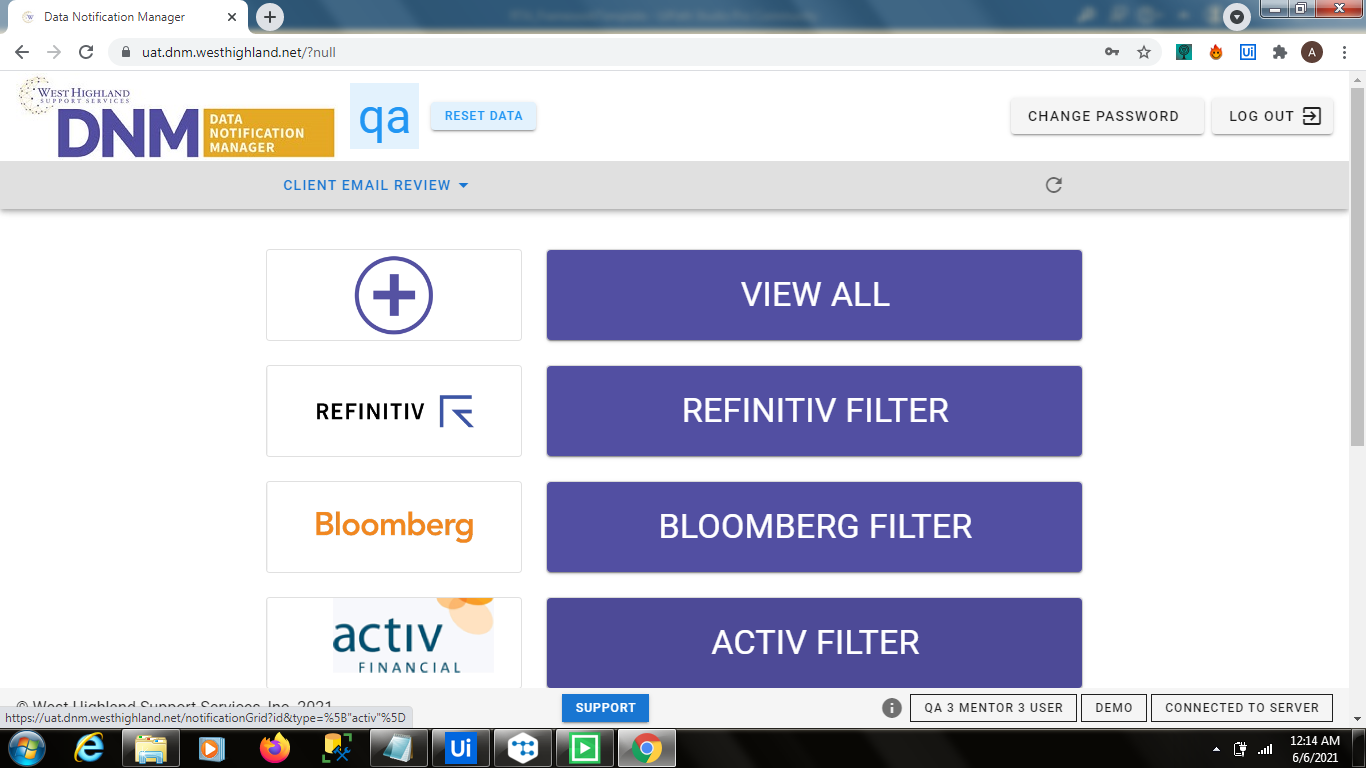 Data Notification Manager
uat.dnm.westhighland.net/?null
A
WEST HIGHLAND
SUPPORT SERVICES
DNM
DATA
NOTIFICATION
MANAGER
qa
RESET DATA
CHANGE PASSWORD
LOG OUT
CLIENT EMAIL REVIEW
VIEW ALL
REFINITIV
REFINITIV FILTER
Bloomberg
BLOOMBERG FILTER
activ
FINANCIAL
ACTIV FILTER
© West Highland Support Services, Inc. 2021
SUPPORT
QA 3 MENTOR 3 USER
DEMO
CONNECTED TO SERVER
https://uat.dnm.westhighland.net/notificationGrid?id&type=%5B"activ"%5D
Ui
Ui
12:14 AM
6/6/2021